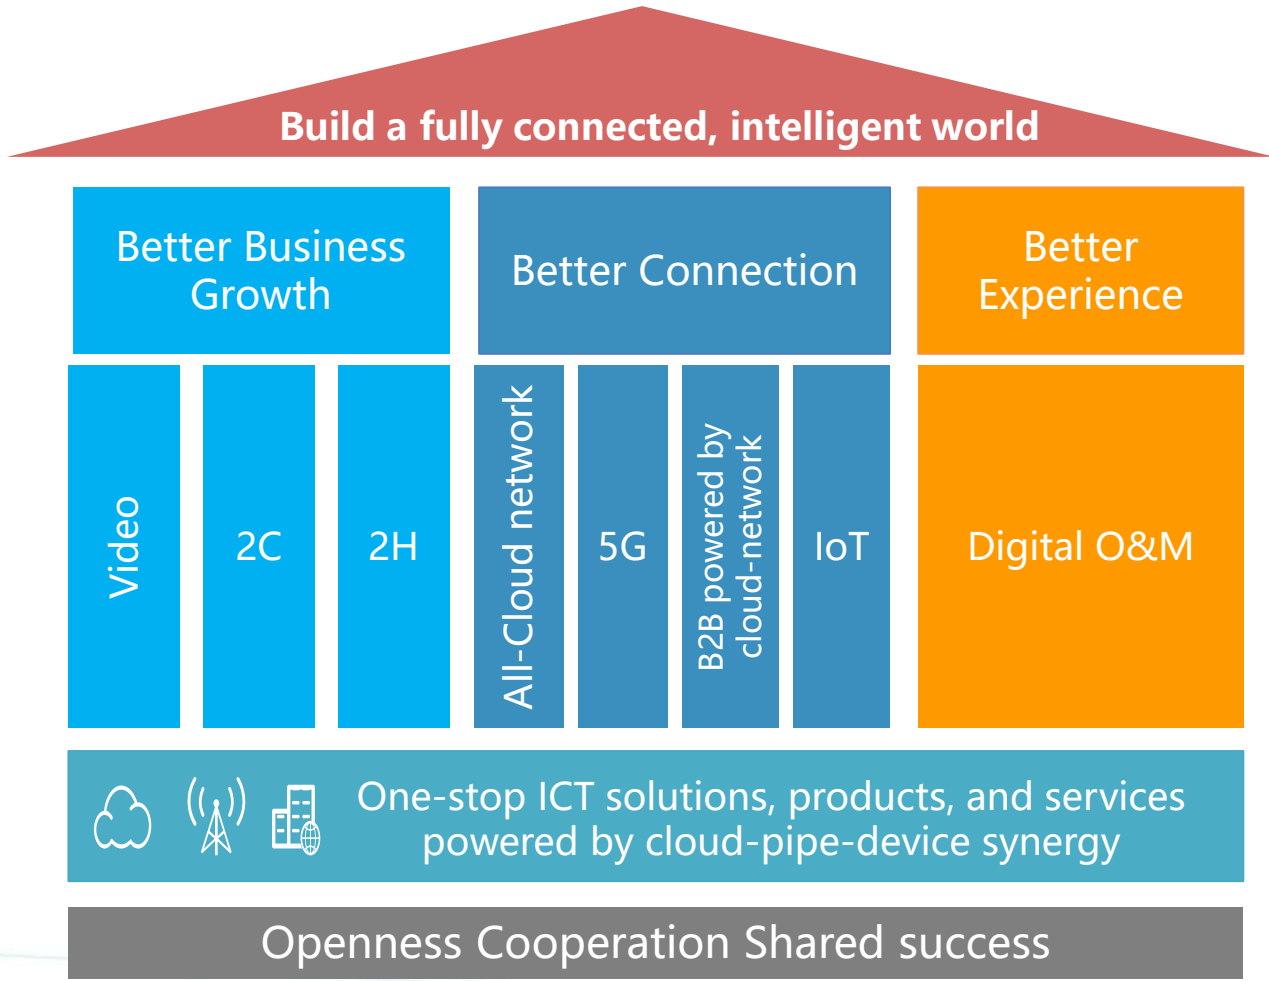 Build a fully connected, intelligent world
Better Business
Growth
Better Connection
Better
Experience
Video
2C
2H
All-Cloud network
5G
B2B powered by
cloud-network
IoT
Digital O&M
One-stop ICT solutions, products, and services
powered by cloud-pipe-device synergy
Openness Cooperation Shared success